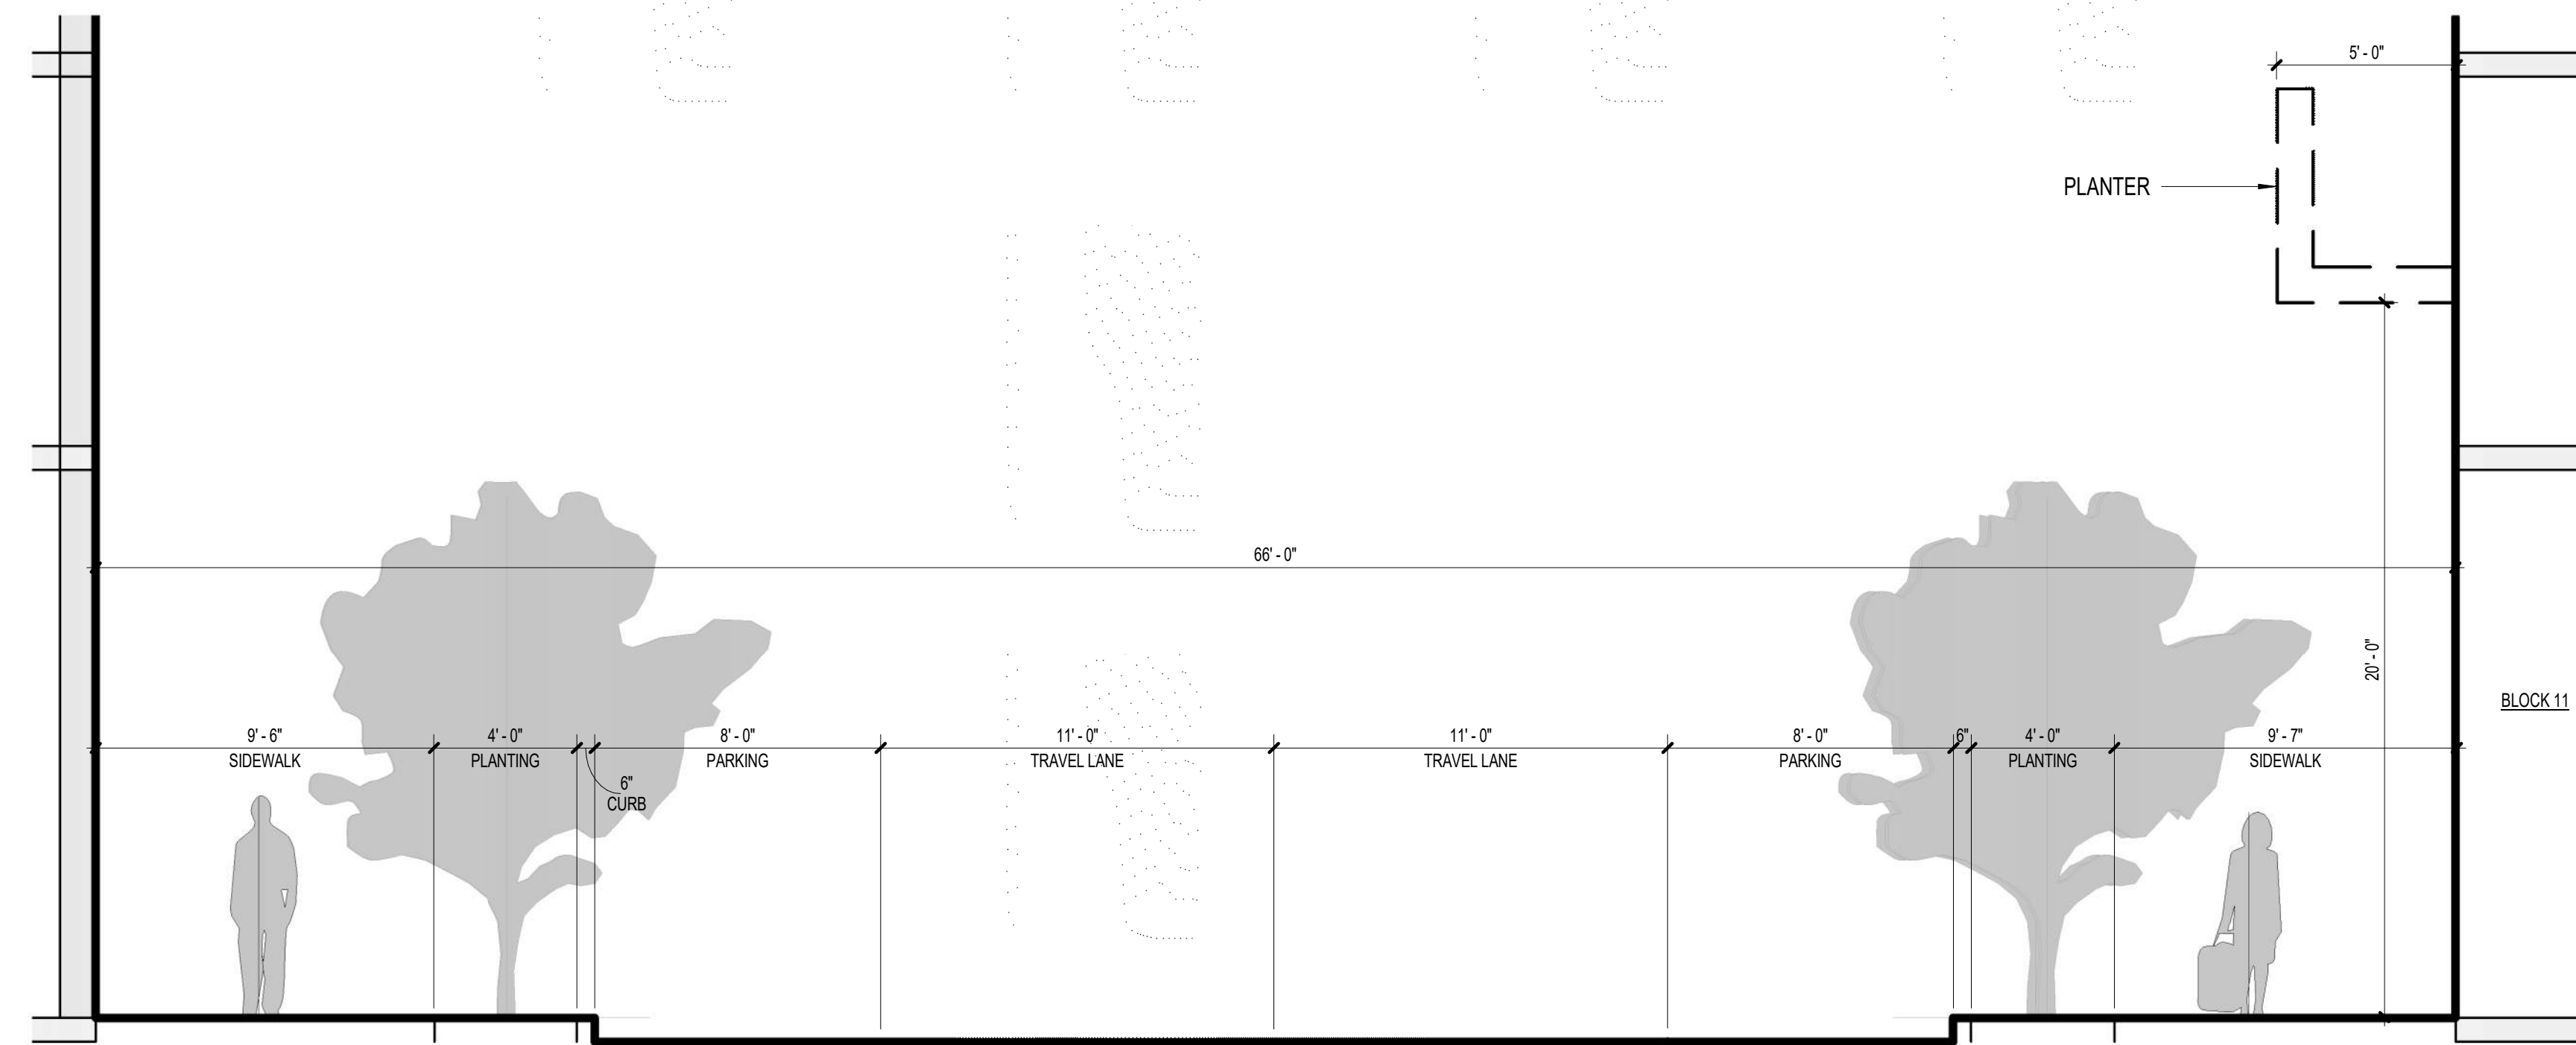 5' - 0"
PLANTER
66' - 0"
20' - 0"
BLOCK 11
9' - 6"
SIDEWALK
4' - 0"
PLANTING
6"
CURB
8' - 0"
PARKING
11' - 0"
TRAVEL LANE
11' - 0"
TRAVEL LANE
8' - 0"
PARKING
6"
4' - 0"
PLANTING
9' - 7"
SIDEWALK